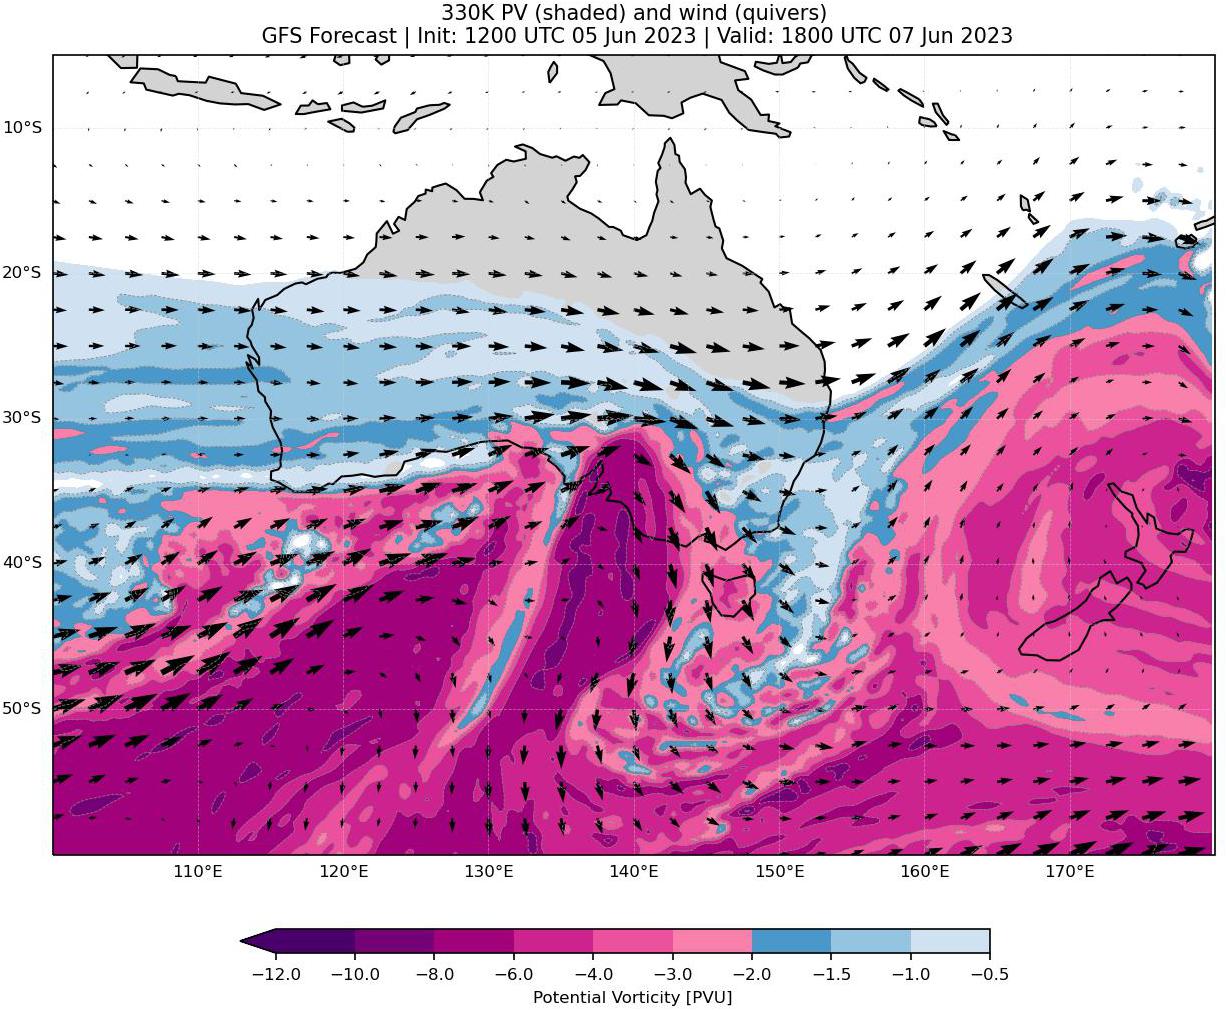 330K PV (shaded) and wind (quivers)
GFS Forecast | Init: 1200 UTC 05 Jun 2023 | Valid: 1800 UTC 07 Jun 2023
10°S
20°S
30°S
40°S
50°S
110°E 120°E 130°E 140°E 150°E 160°E 170°E
−12.0 −10.0 −8.0 −6.0 −4.0 −3.0 −2.0 −1.5 −1.0 −0.5
Potential Vorticity [PVU]